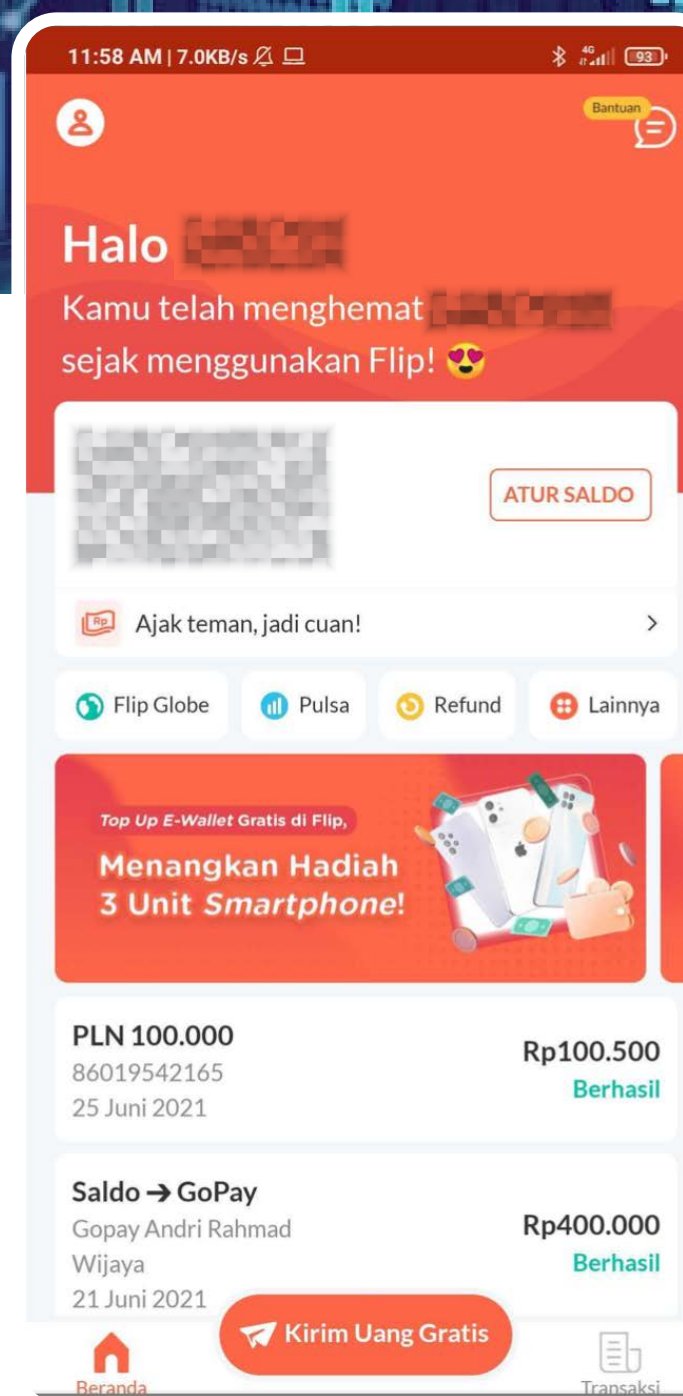 11:58 AM | 7.0KB/s
4G
93
Bantuan
Halo
Kamu telah menghemat
sejak menggunakan Flip! 😍
ATUR SALDO
Rp
Ajak teman, jadi cuan!
Flip Globe
Pulsa
Refund
Lainnya
Top Up E-Wallet Gratis di Flip,
Menangkan Hadiah
3 Unit Smartphone!
PLN 100.000
Rp100.500
86019542165
Berhasil
25 Juni 2021
Saldo → GoPay
Gopay Andri Rahmad
Rp400.000
Wijaya
Berhasil
21 Juni 2021
Kirim Uang Gratis
Beranda
Transaksi